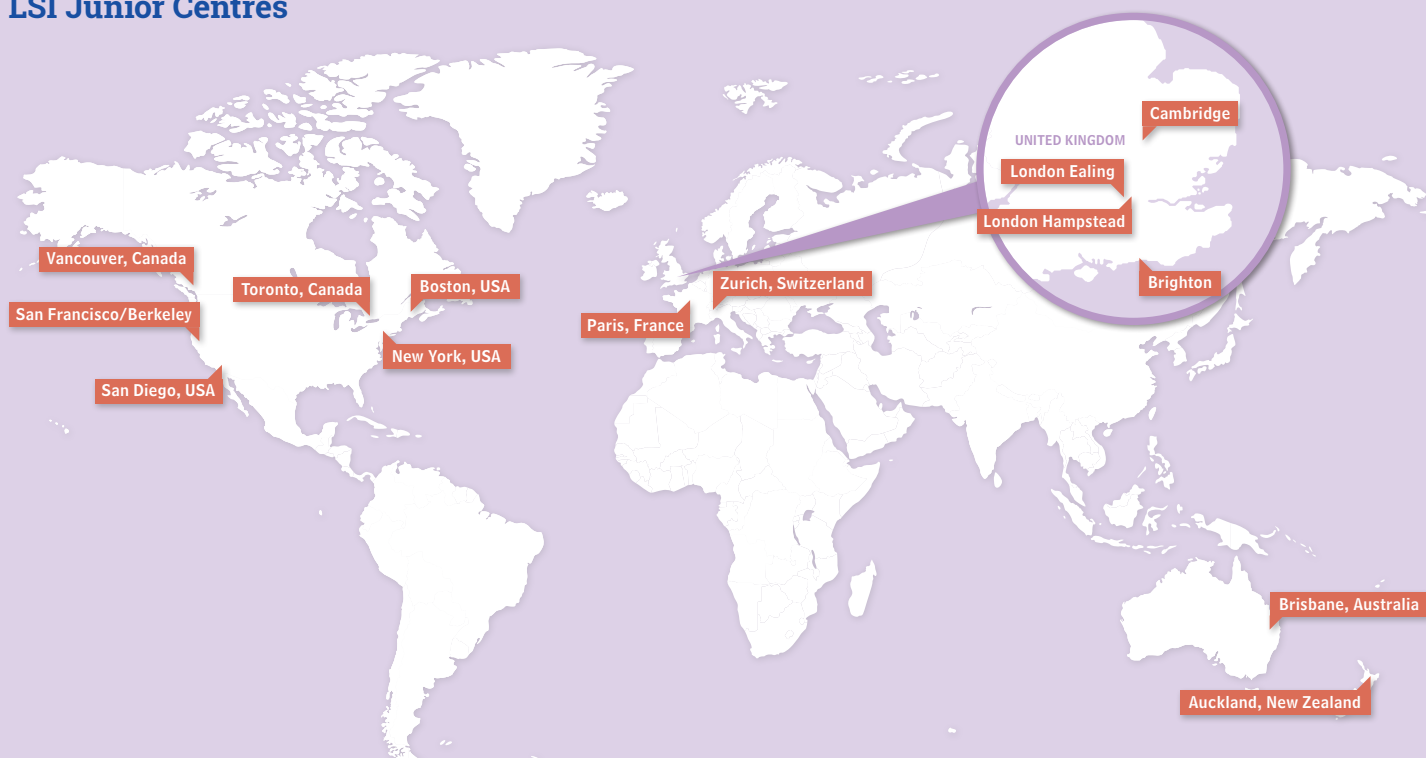 LSI Junior Centres
Cambridge
UNITED KINGDOM
London Ealing
London Hampstead
Brighton
Vancouver, Canada
Toronto, Canada
Boston, USA
Zurich, Switzerland
San Francisco/Berkeley
Paris, France
New York, USA
San Diego, USA
Brisbane, Australia
Auckland, New Zealand